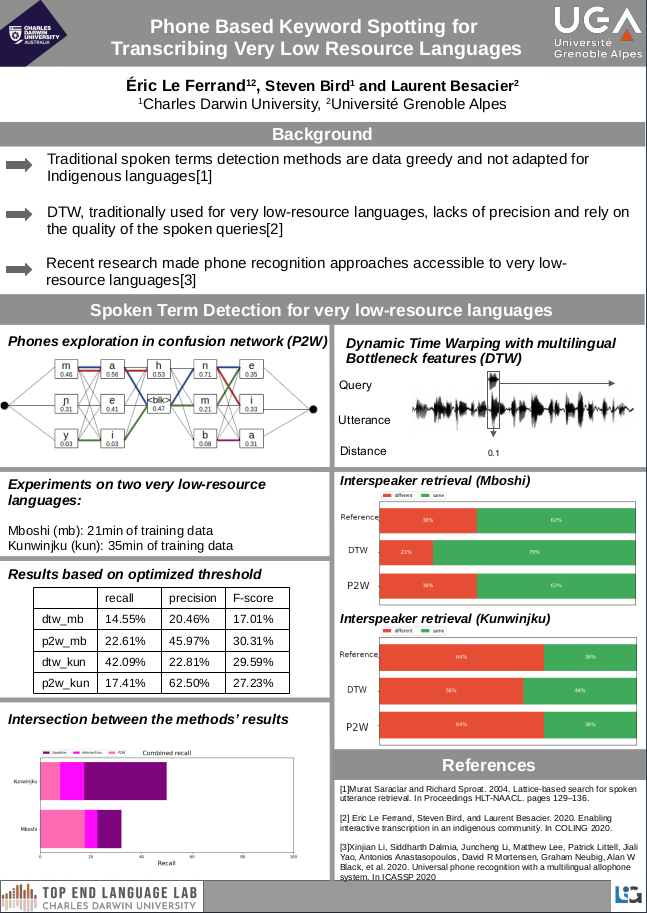 CHARLES
DARWIN
UNIVERSITY
AUSTRALIA
Phone Based Keyword Spotting for
Transcribing Very Low Resource Languages
UGA
Université
Grenoble Alpes
Éric Le Ferrand¹², Steven Bird¹ and Laurent Besacier²
¹Charles Darwin University, ²Université Grenoble Alpes
Background
Traditional spoken terms detection methods are data greedy and not adapted for
Indigenous languages[1]
DTW, traditionally used for very low-resource languages, lacks of precision and rely on
the quality of the spoken queries[2]
Recent research made phone recognition approaches accessible to very low-
resource languages[3]
Spoken Term Detection for very low-resource languages
Phones exploration in confusion network (P2W)
m a h n e
0.46 0.56 0.53 0.71 0.35
ɲ e <blk> m i
0.31 0.41 0.47 0.21 0.33
y i b a
0.03 0.03 0.08 0.31
Dynamic Time Warping with multilingual
Bottleneck features (DTW)
Query
Utterance
Distance
0.1
Experiments on two very low-resource
languages:
Mboshi (mb): 21min of training data
Kunwinjku (kun): 35min of training data
Results based on optimized threshold
recall precision F-score
dtw_mb 14.55% 20.46% 17.01%
p2w_mb 22.61% 45.97% 30.31%
dtw_kun 42.09% 22.81% 29.59%
p2w_kun 17.41% 62.50% 27.23%
Intersection between the methods' results
Combined recall
baseline intersection P2W
Kunwinjku
Mboshi
0 20 40 60 80 100
Recall
Interspeaker retrieval (Mboshi)
different same
Reference 38% 62%
DTW 21% 79%
P2W 38% 62%
Interspeaker retrieval (Kunwinjku)
different same
Reference 64% 36%
DTW 56% 44%
P2W 64% 36%
References
[1]Murat Saraclar and Richard Sproat. 2004. Lattice-based search for spoken
utterance retrieval. In Proceedings HLT-NAACL. pages 129–136.
[2] Eric Le Ferrand, Steven Bird, and Laurent Besacier. 2020. Enabling
interactive transcription in an indigenous community. In COLING 2020.
[3]Xinjian Li, Siddharth Dalmia, Juncheng Li, Matthew Lee, Patrick Littell, Jiali
Yao, Antonios Anastasopoulos, David R Mortensen, Graham Neubig, Alan W
Black, et al. 2020. Universal phone recognition with a multilingual allophone
system. In ICASSP 2020
TOP END LANGUAGE LAB
CHARLES DARWIN UNIVERSITY
LIG